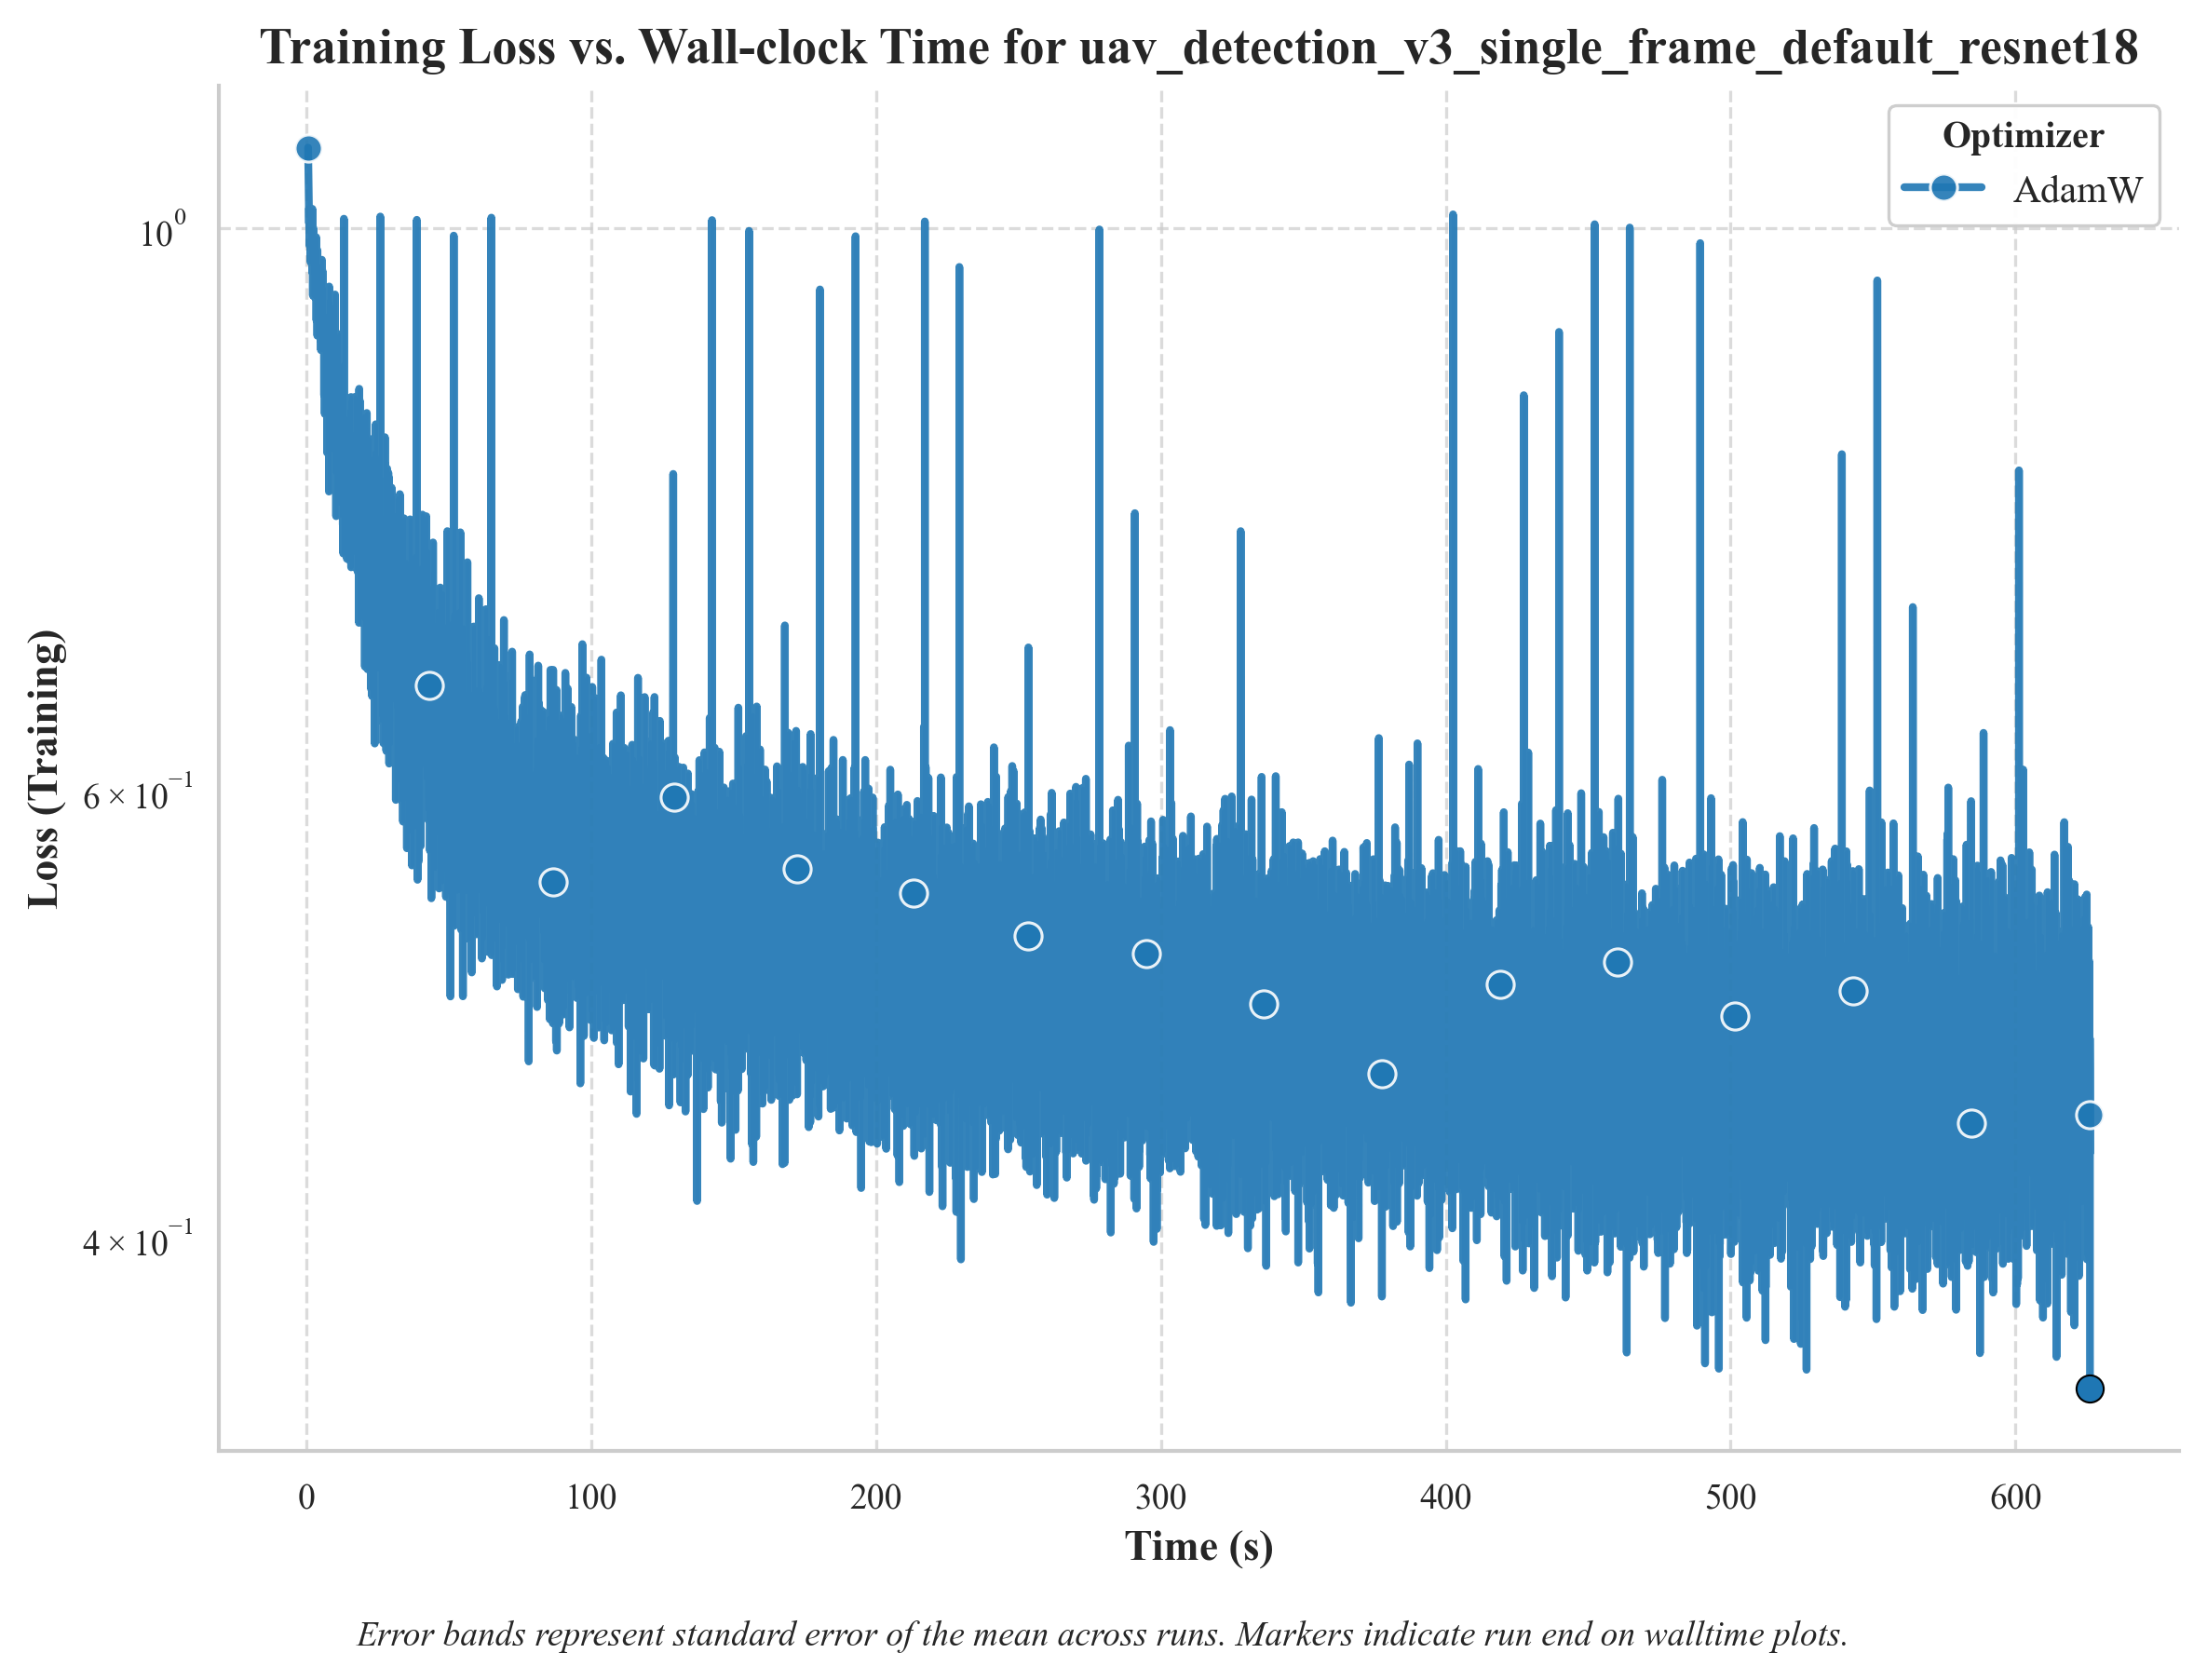 Training Loss vs. Wall-clock Time for uav_detection_v3_single_frame_default_resnet18
Optimizer
AdamW
10⁰
6 × 10⁻¹
4 × 10⁻¹
Loss (Training)
0 100 200 300 400 500 600
Time (s)
Error bands represent standard error of the mean across runs. Markers indicate run end on walltime plots.